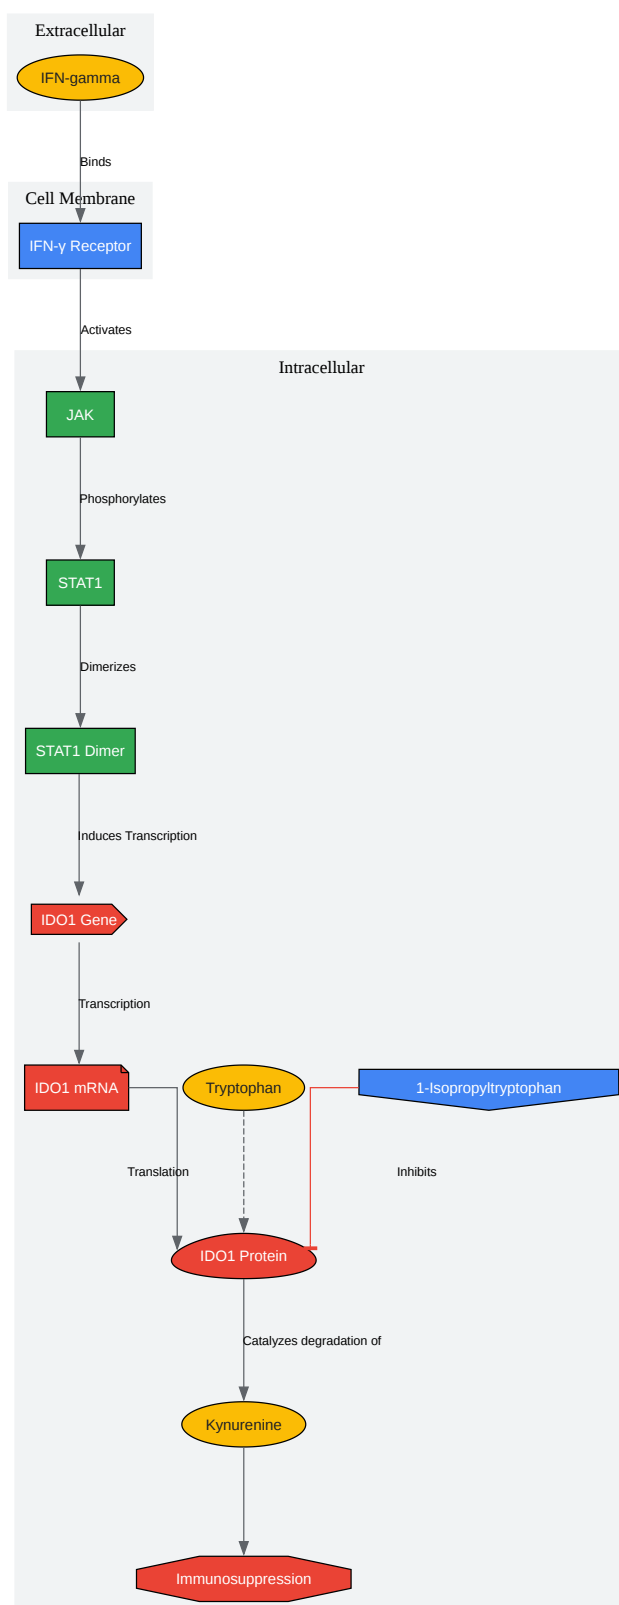 Extracellular
IFN-gamma
Binds
Cell Membrane
IFN-γ Receptor
Activates
Intracellular
JAK
Phosphorylates
STAT1
Dimerizes
STAT1 Dimer
Induces Transcription
IDO1 Gene
Transcription
IDO1 mRNA
Tryptophan
1-Isopropyltryptophan
Translation
Inhibits
IDO1 Protein
Catalyzes degradation of
Kynurenine
Immunosuppression